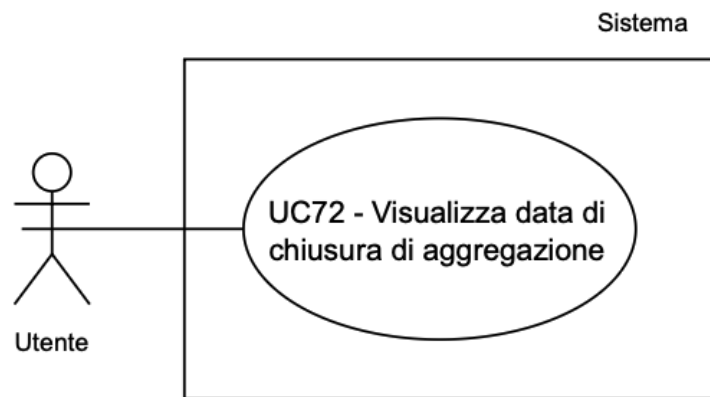 Sistema
UC72 - Visualizza data di
chiusura di aggregazione
Utente